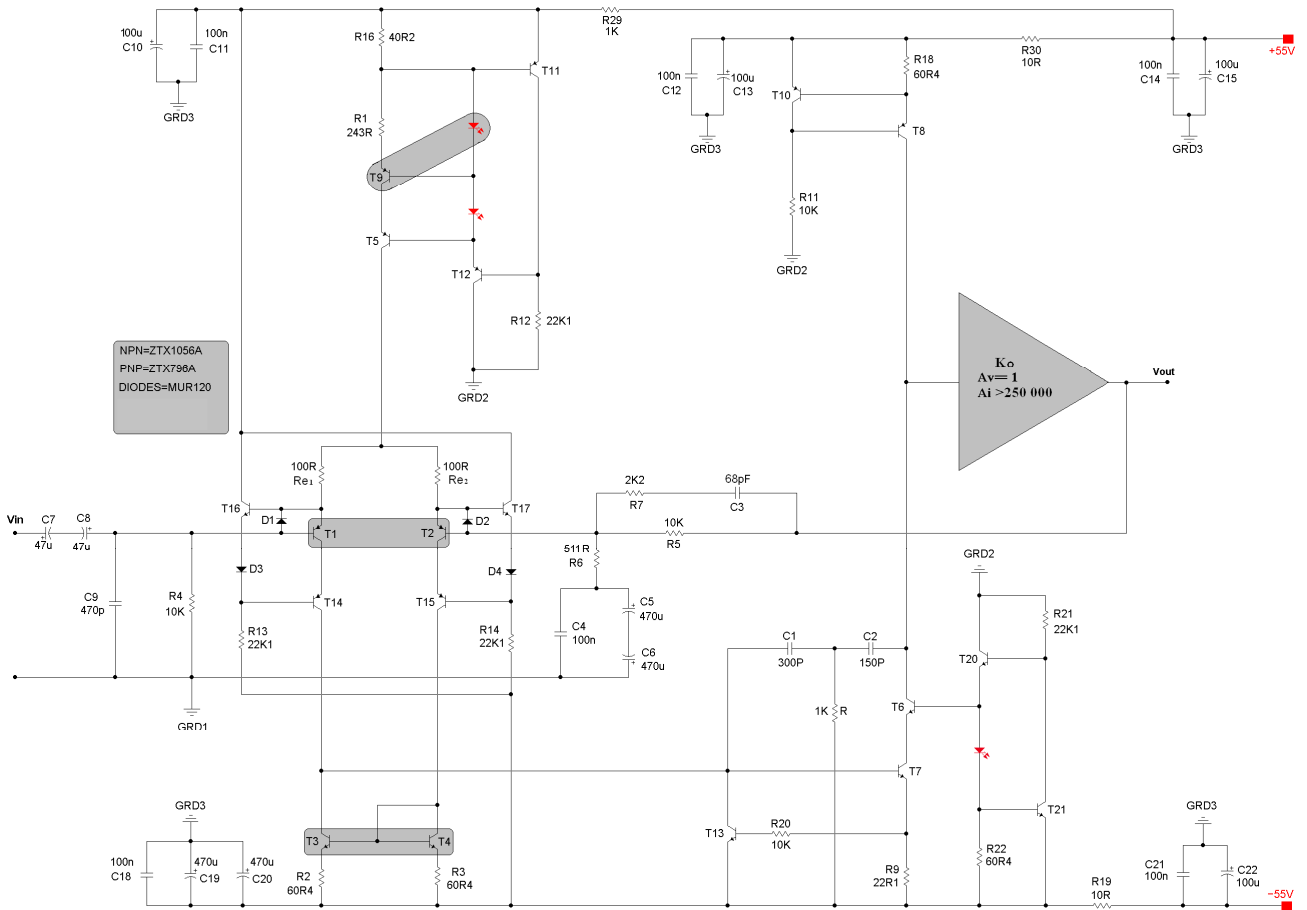 100u
C10
100n
C11
GRD3
R16
40R2
T11
R29
1K
+55V
R30
10R
R18
60R4
100n
C12
100u
C13
GRD3
T10
T8
100n
C14
100u
C15
GRD3
R1
243R
T9
T5
T12
R12
22K1
GRD2
R11
10K
GRD2
NPN=ZTX1056A
PNP=ZTX796A
DIODES=MUR120
Ko
Av== 1
Ai >250 000
Vout
100R
Re₁
100R
Re₂
T16
T17
D1
D2
T1
T2
2K2
R7
68pF
C3
10K
R5
Vin
C7
47u
C8
47u
511R
R6
D3
D4
C9
470p
R4
10K
T14
T15
R13
22K1
R14
22K1
C4
100n
C5
470u
C6
470u
GRD1
GRD2
R21
22K1
C1
300P
C2
150P
T20
1K
R
T6
T7
T21
T13
R20
10K
R9
22R1
R22
60R4
GRD3
100n
C18
470u
C19
470u
C20
T3
T4
R2
60R4
R3
60R4
R19
10R
GRD3
C21
100n
C22
100u
−55V